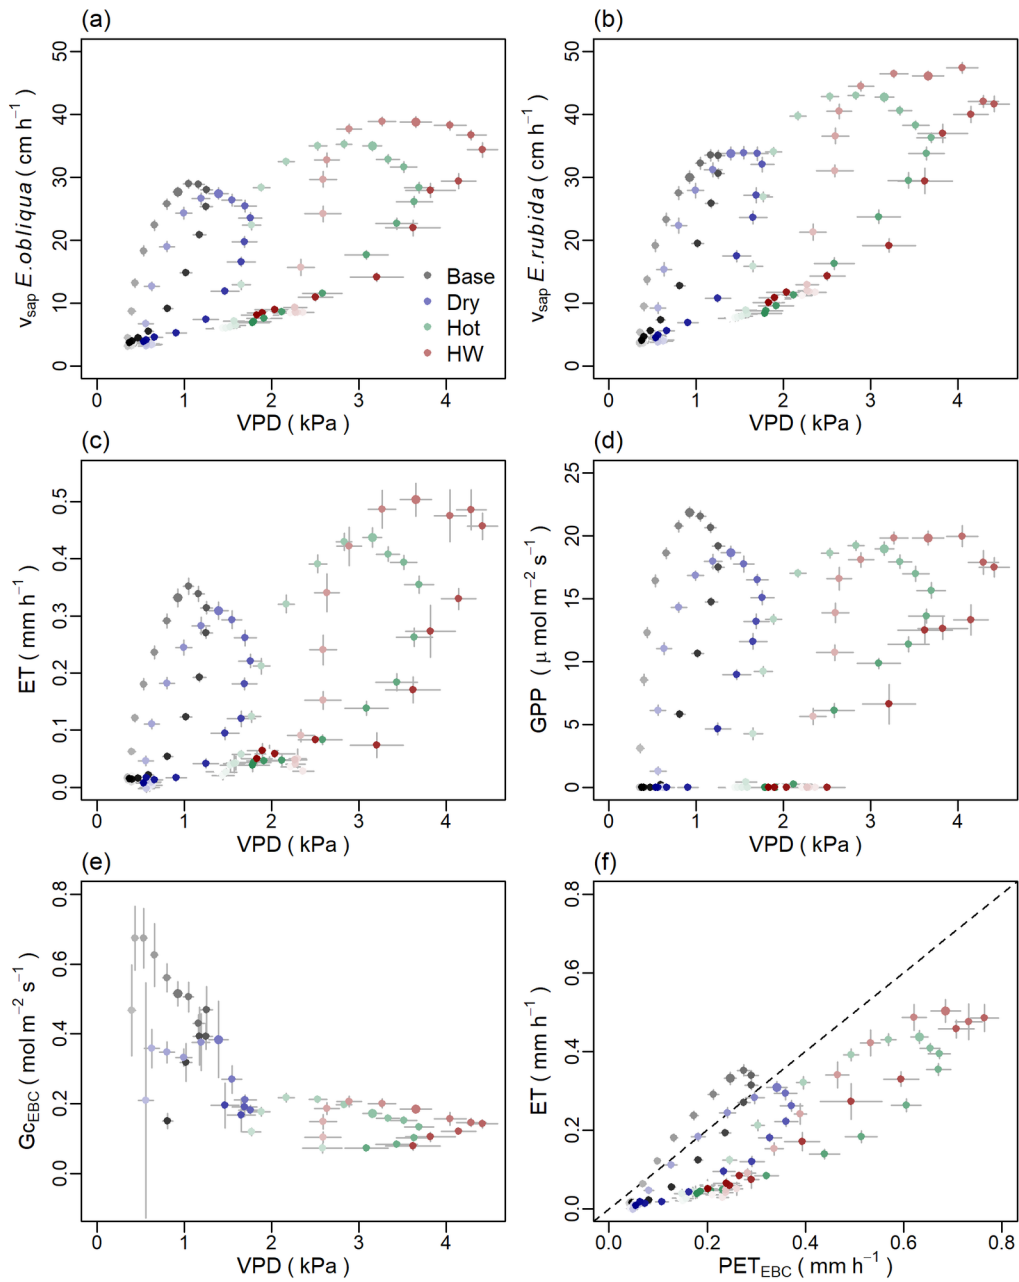 (a)
50
40
30
20
10
0
v_sap E.obliqua ( cm h⁻¹ )
Base
Dry
Hot
HW
0 1 2 3 4
VPD ( kPa )
(b)
50
40
30
20
10
0
v_sap E.rubida ( cm h⁻¹ )
0 1 2 3 4
VPD ( kPa )
(c)
0.5
0.4
0.3
0.2
0.1
0.0
ET ( mm h⁻¹ )
0 1 2 3 4
VPD ( kPa )
(d)
25
20
15
10
5
0
GPP ( μ mol m⁻² s⁻¹ )
0 1 2 3 4
VPD ( kPa )
(e)
0.8
0.6
0.4
0.2
0.0
Gc_EBC ( mol m⁻² s⁻¹ )
0 1 2 3 4
VPD ( kPa )
(f)
0.8
0.6
0.4
0.2
0.0
ET ( mm h⁻¹ )
0.0 0.2 0.4 0.6 0.8
PET_EBC ( mm h⁻¹ )